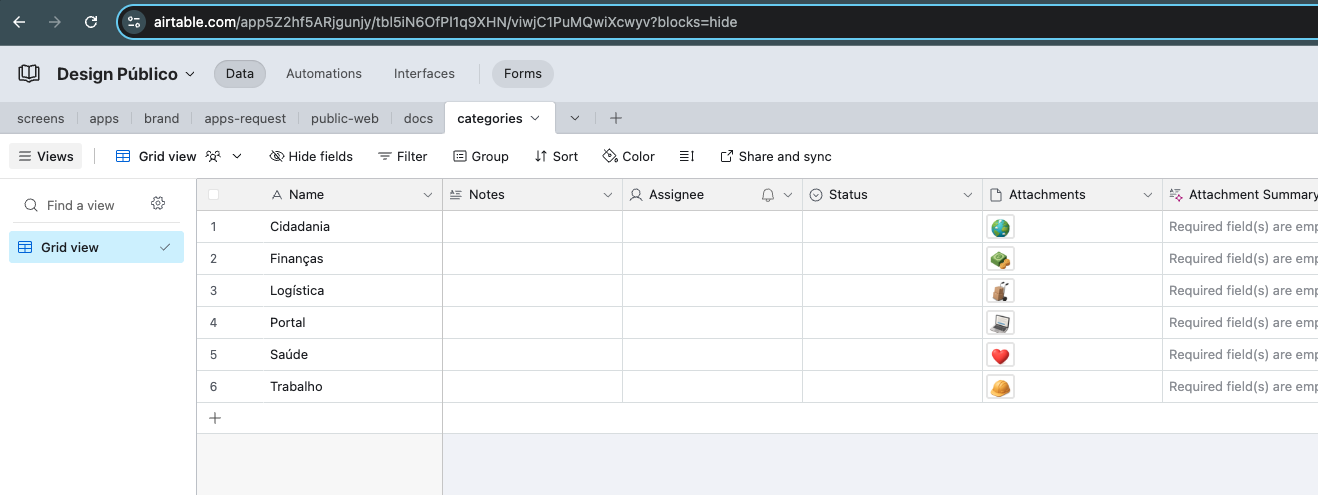 airtable.com/app5Z2hf5ARjgunjy/tbl5iN6OfPI1q9XHN/viwjC1PuMQwiXcwyv?blocks=hide
Design Público Data Automations Interfaces Forms
screens apps brand apps-request public-web docs categories
Views Grid view Hide fields Filter Group Sort Color Share and sync
Find a view
Grid view
Name Notes Assignee Status Attachments Attachment Summary
1 Cidadania Required field(s) are emp
2 Finanças Required field(s) are emp
3 Logística Required field(s) are emp
4 Portal Required field(s) are emp
5 Saúde Required field(s) are emp
6 Trabalho Required field(s) are emp